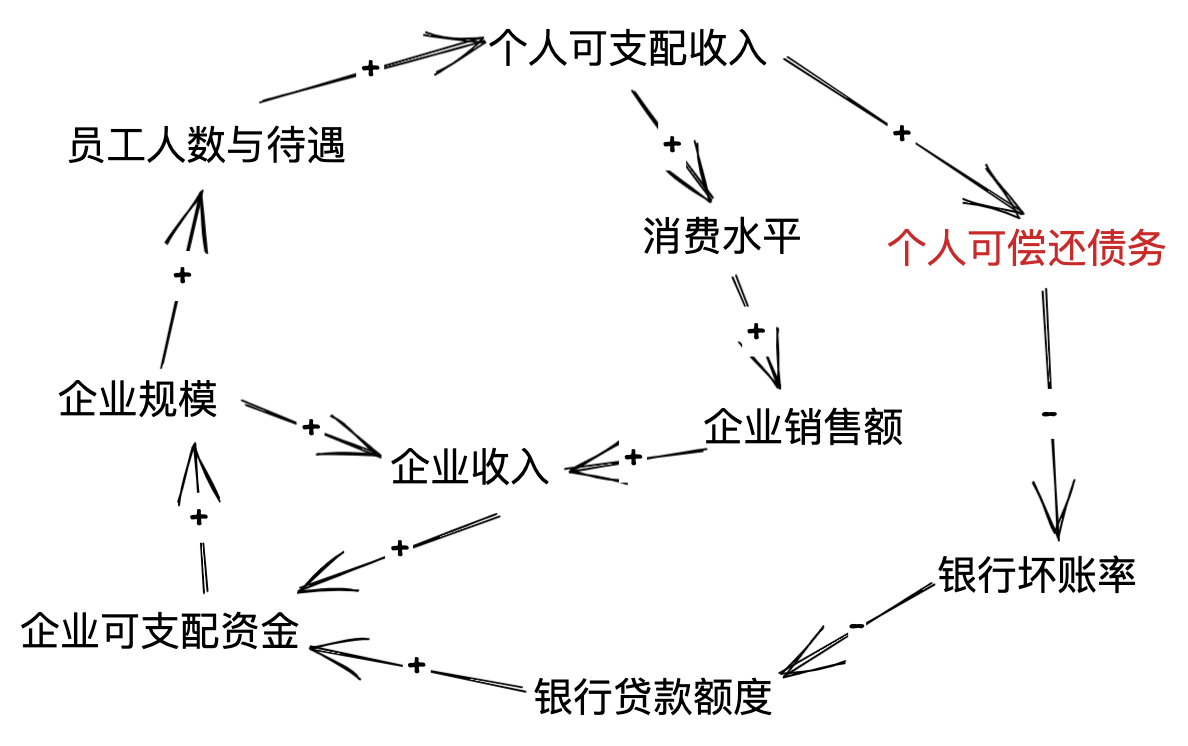 个人可支配收入
+
+
+
员工人数与待遇
消费水平
个人可偿还债务
+
+
企业规模
+
-
企业销售额
企业收入
+
+
+
银行坏账率
企业可支配资金
-
+
银行贷款额度